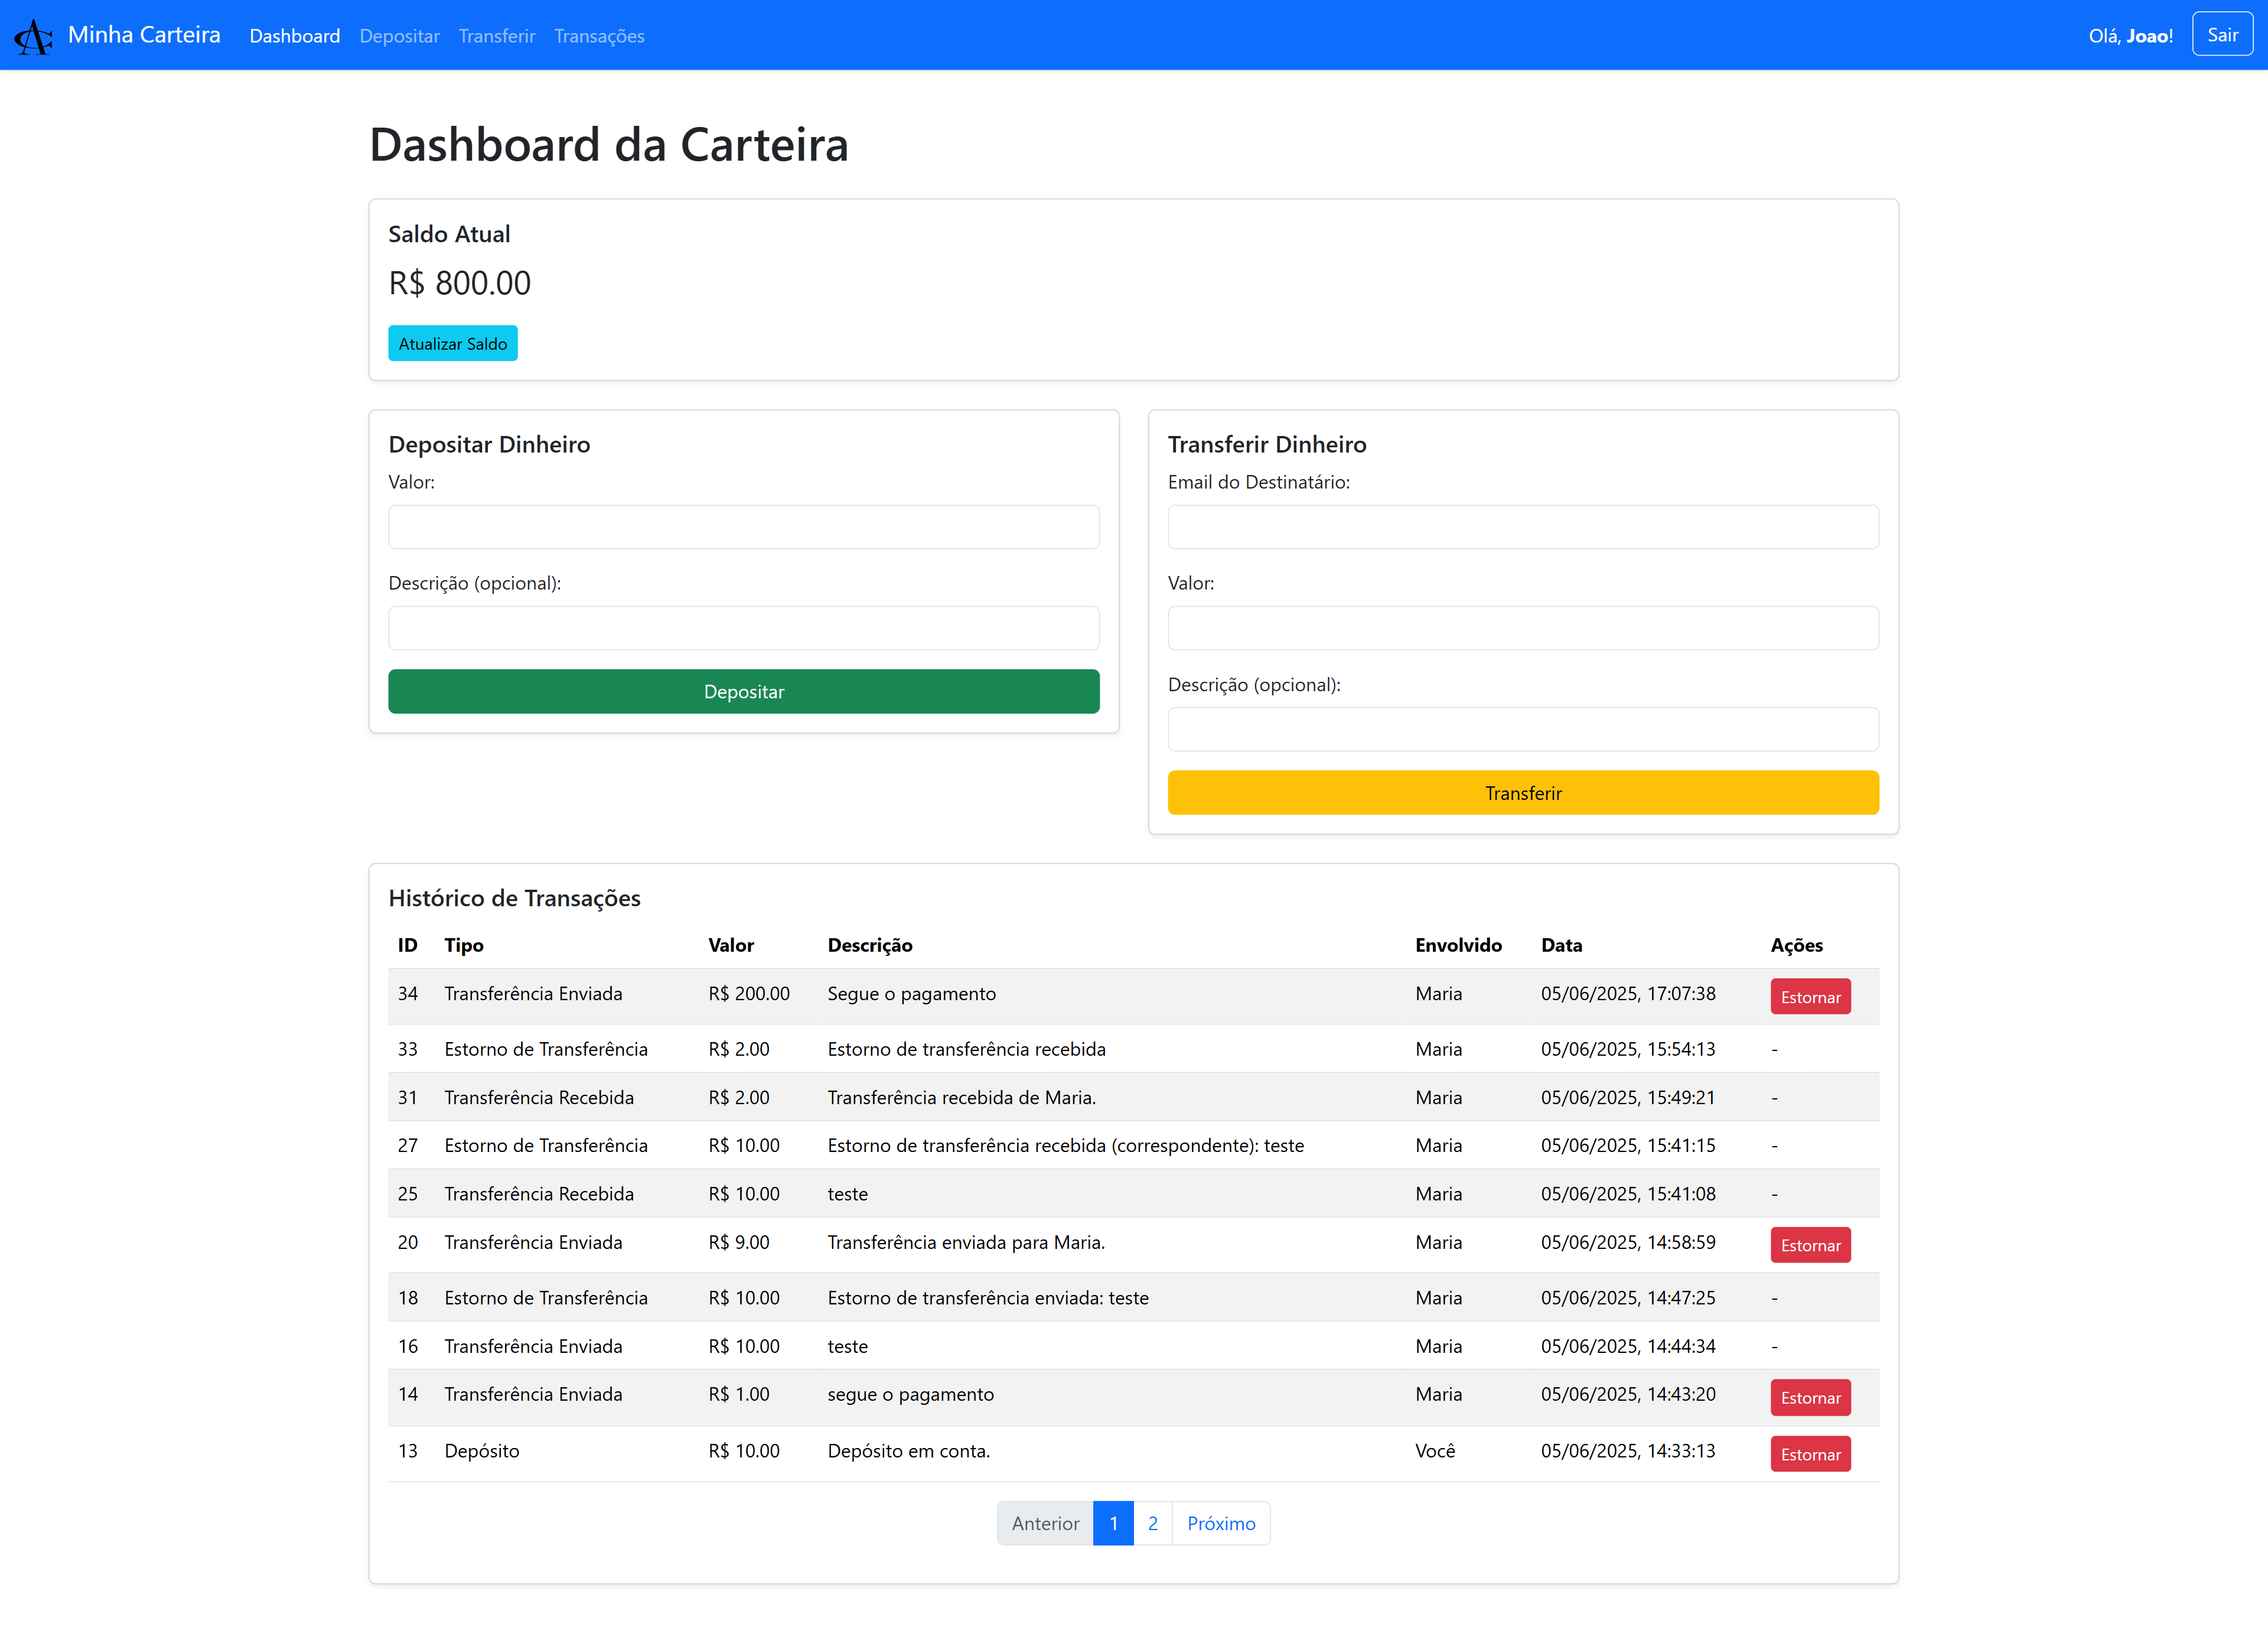 Minha Carteira Dashboard Depositar Transferir Transações Olá, Joao! Sair
Dashboard da Carteira
Saldo Atual
R$ 800.00
Atualizar Saldo
Depositar Dinheiro
Valor:
Descrição (opcional):
Depositar
Transferir Dinheiro
Email do Destinatário:
Valor:
Descrição (opcional):
Transferir
Histórico de Transações
ID Tipo Valor Descrição Envolvido Data Ações
34 Transferência Enviada R$ 200.00 Segue o pagamento Maria 05/06/2025, 17:07:38 Estornar
33 Estorno de Transferência R$ 2.00 Estorno de transferência recebida Maria 05/06/2025, 15:54:13 -
31 Transferência Recebida R$ 2.00 Transferência recebida de Maria. Maria 05/06/2025, 15:49:21 -
27 Estorno de Transferência R$ 10.00 Estorno de transferência recebida (correspondente): teste Maria 05/06/2025, 15:41:15 -
25 Transferência Recebida R$ 10.00 teste Maria 05/06/2025, 15:41:08 -
20 Transferência Enviada R$ 9.00 Transferência enviada para Maria. Maria 05/06/2025, 14:58:59 Estornar
18 Estorno de Transferência R$ 10.00 Estorno de transferência enviada: teste Maria 05/06/2025, 14:47:25 -
16 Transferência Enviada R$ 10.00 teste Maria 05/06/2025, 14:44:34 -
14 Transferência Enviada R$ 1.00 segue o pagamento Maria 05/06/2025, 14:43:20 Estornar
13 Depósito R$ 10.00 Depósito em conta. Você 05/06/2025, 14:33:13 Estornar
Anterior 1 2 Próximo